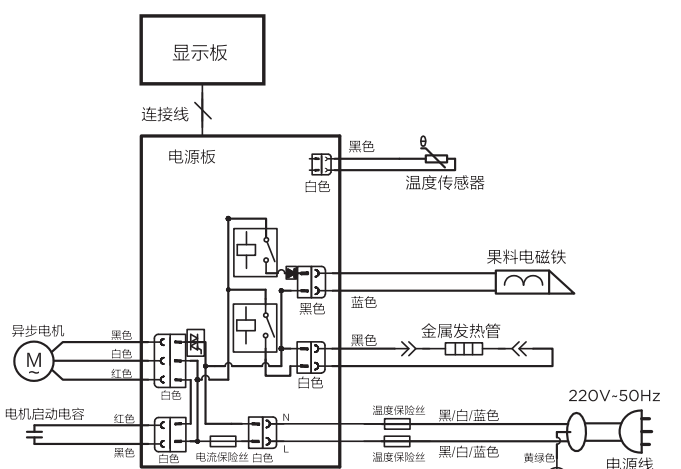 显示板
连接线
电源板
黑色
θ
白色
温度传感器
果料电磁铁
黑色
蓝色
异步电机
黑色
黑色
金属发热管
M
~
白色
红色
白色
白色
220V~50Hz
电机启动电容
红色
N
温度保险丝
黑/白/蓝色
黑色
白色
电流保险丝
白色
L
温度保险丝
黑/白/蓝色
黄绿色
电源线